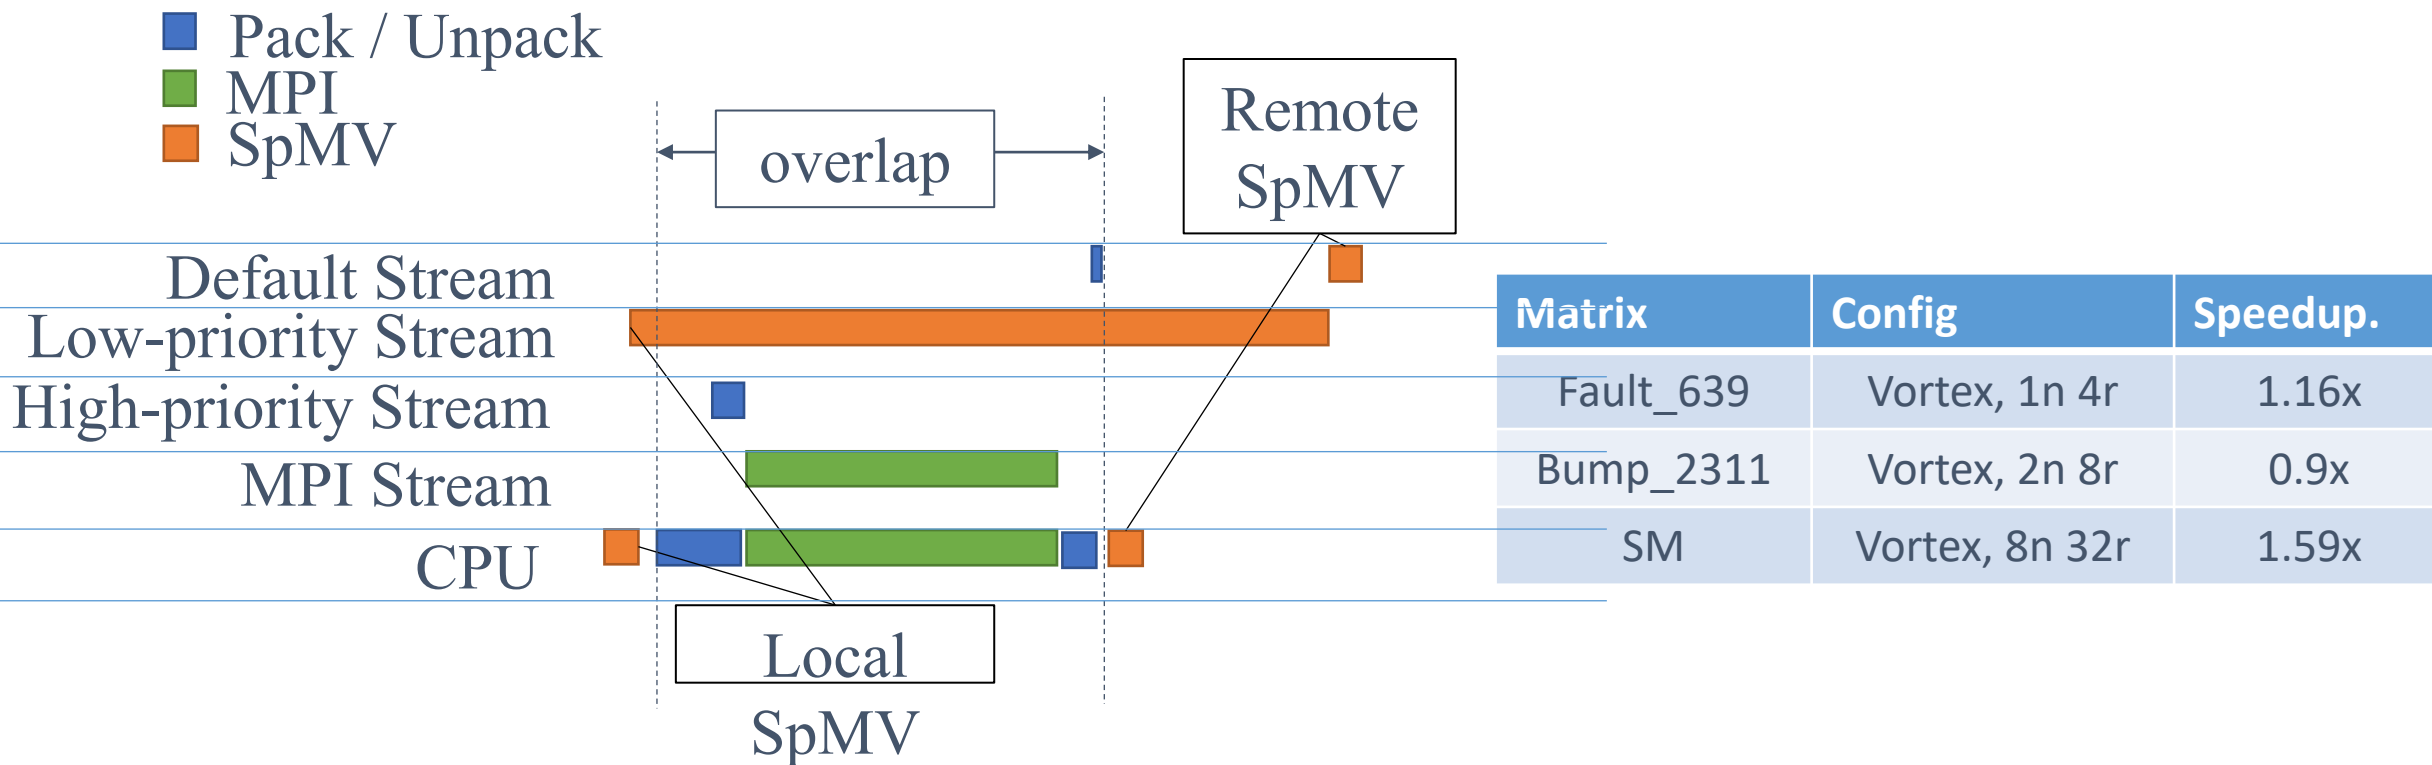 Pack / Unpack
MPI
SpMV
overlap
Remote
SpMV
Default Stream
Low-priority Stream
High-priority Stream
MPI Stream
CPU
Local
SpMV
Matrix Config Speedup.
Fault_639 Vortex, 1n 4r 1.16x
Bump_2311 Vortex, 2n 8r 0.9x
SM Vortex, 8n 32r 1.59x